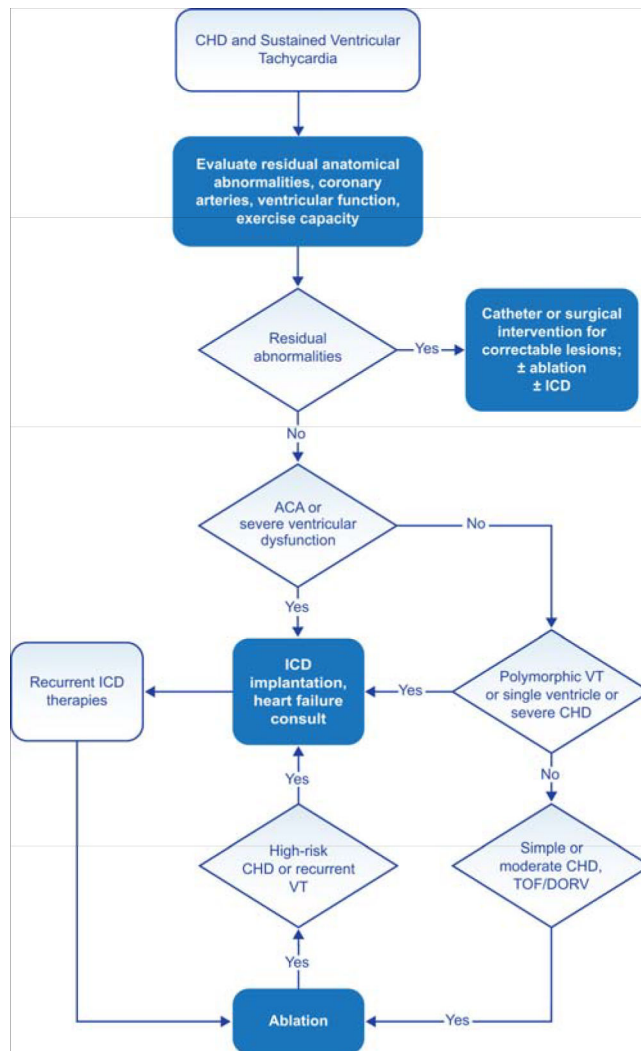 CHD and Sustained Ventricular
Tachycardia
Evaluate residual anatomical
abnormalities, coronary
arteries, ventricular function,
exercise capacity
Residual
abnormalities
Yes
Catheter or surgical
intervention for
correctable lesions;
± ablation
± ICD
No
ACA or
severe ventricular
dysfunction
No
Yes
Recurrent ICD
therapies
ICD
implantation,
heart failure
consult
Yes
Polymorphic VT
or single ventricle or
severe CHD
Yes
No
High-risk
CHD or recurrent
VT
Simple or
moderate CHD,
TOF/DORV
Yes
Ablation
Yes